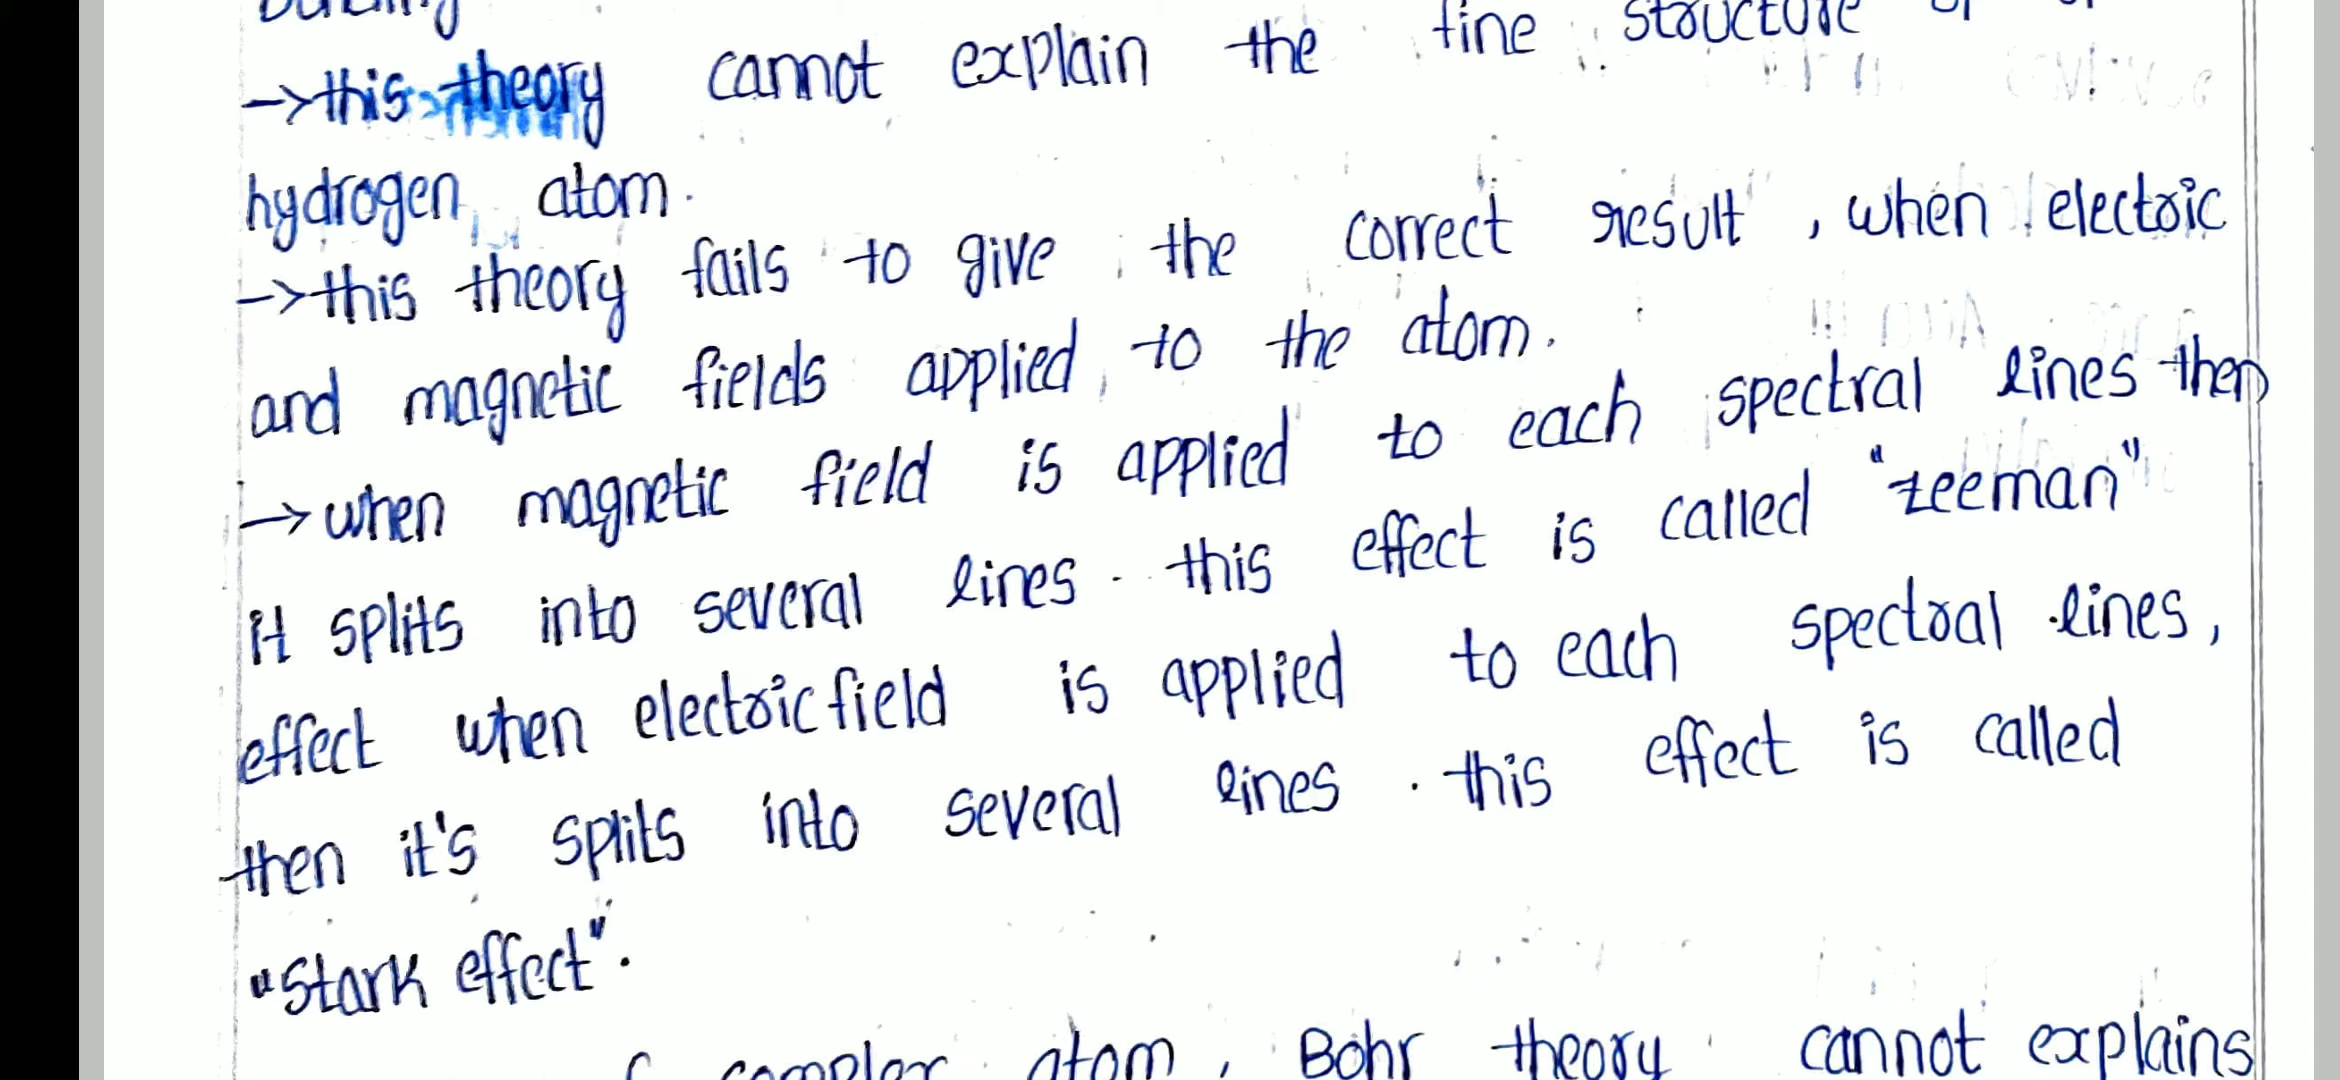 ->this theory cannot explain the fine structure of
hydrogen atom.
->this theory fails to give the correct result, when electric
and magnetic fields applied to the atom.
->when magnetic field is applied to each spectral lines then
it splits into several lines. this effect is called "zeeman"
effect when electric field is applied to each spectral lines,
then it's splits into several lines. this effect is called
"Stark effect".
complex atom, Bohr theory cannot explains